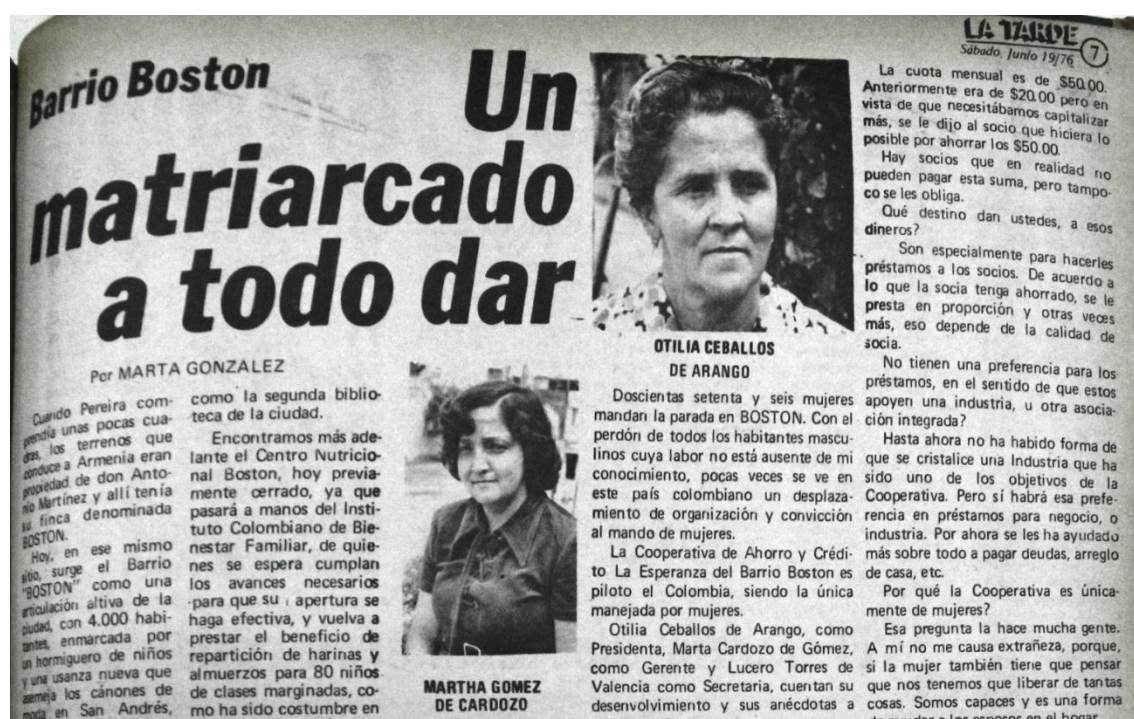 LA TARDE
Sábado, Junio 19/76
7
Barrio Boston
Un
matriarcado
a todo dar
Por MARTA GONZALEZ
Cuando Pereira com-
prendía unas pocas cua-
dras, los terrenos que
conduce a Armenia eran
propiedad de don Anto-
nio Martínez y allí tenía
su finca denominada
BOSTON.
Hoy, en ese mismo
sitio, surge el Barrio
"BOSTON" como una
articulación altiva de la
ciudad, con 4.000 habi-
tantes, enmarcada por
un hormiguero de niños
y una usanza nueva que
asemeja los cánones de
moda en San Andrés,
como la segunda biblio-
teca de la ciudad.
Encontramos más ade-
lante el Centro Nutricio-
nal Boston, hoy previa-
mente cerrado, ya que
pasará a manos del Insti-
tuto Colombiano de Bie-
nestar Familiar, de quie-
nes se espera cumplan
los avances necesarios
para que su apertura se
haga efectiva, y vuelva a
prestar el beneficio de
repartición de harinas y
almuerzos para 80 niños
de clases marginadas, co-
mo ha sido costumbre en
MARTHA GOMEZ
DE CARDOZO
OTILIA CEBALLOS
DE ARANGO
Doscientas setenta y seis mujeres
mandan la parada en BOSTON. Con el
perdón de todos los habitantes mascu-
linos cuya labor no está ausente de mi
conocimiento, pocas veces se ve en
este país colombiano un desplaza-
miento de organización y convicción
al mando de mujeres.
La Cooperativa de Ahorro y Crédi-
to La Esperanza del Barrio Boston es
piloto el Colombia, siendo la única
manejada por mujeres.
Otilia Ceballos de Arango, como
Presidenta, Marta Cardozo de Gómez,
como Gerente y Lucero Torres de
Valencia como Secretaria, cuentan su
desenvolvimiento y sus anécdotas a
La cuota mensual es de $50.00.
Anteriormente era de $20.00 pero en
vista de que necesitábamos capitalizar
más, se le dijo al socio que hiciera lo
posible por ahorrar los $50.00.
Hay socios que en realidad no
pueden pagar esta suma, pero tampo-
co se les obliga.
Qué destino dan ustedes, a esos
dineros?
Son especialmente para hacerles
préstamos a los socios. De acuerdo a
lo que la socia tenga ahorrado, se le
presta en proporción y otras veces
más, eso depende de la calidad de
socia.
No tienen una preferencia para los
préstamos, en el sentido de que estos
apoyen una industria, u otra asocia-
ción integrada?
Hasta ahora no ha habido forma de
que se cristalice una Industria que ha
sido uno de los objetivos de la
Cooperativa. Pero sí habrá esa prefe-
rencia en préstamos para negocio, o
industria. Por ahora se les ha ayudado
más sobre todo a pagar deudas, arreglo
de casa, etc.
Por qué la Cooperativa es única-
mente de mujeres?
Esa pregunta la hace mucha gente.
A mí no me causa extrañeza, porque,
si la mujer también tiene que pensar
que nos tenemos que liberar de tantas
cosas. Somos capaces y es una forma
de ayudar a los esposos en el hogar